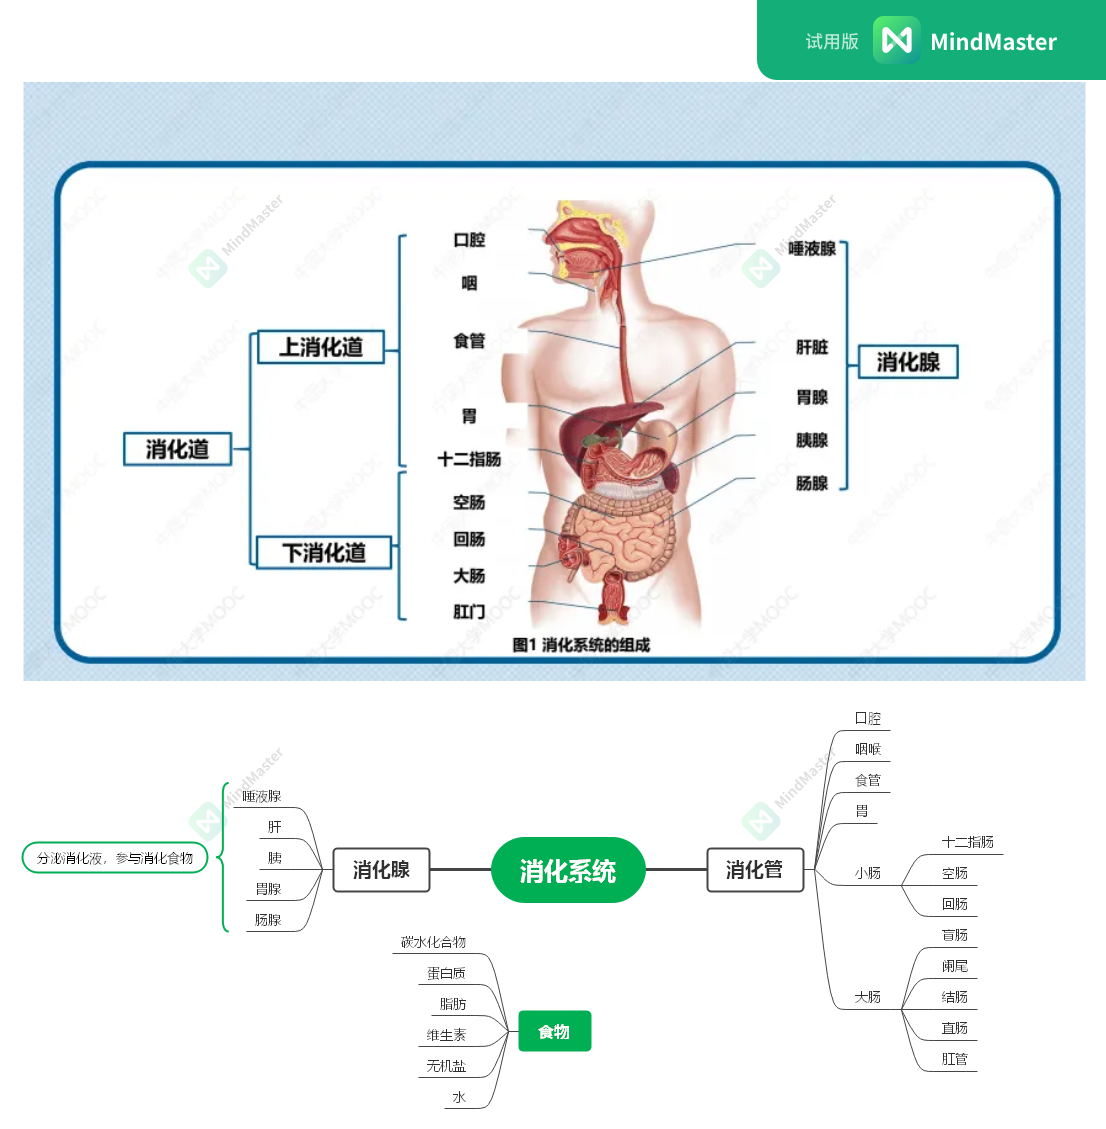 试用版 MindMaster
口腔
咽
食管
胃
十二指肠
空肠
回肠
大肠
肛门
上消化道
消化道
下消化道
唾液腺
肝脏
胃腺
胰腺
肠腺
消化腺
图1 消化系统的组成
MindMaster
MindMaster
MindMaster
MindMaster
消化系统
消化腺
唾液腺
肝
胰
胃腺
肠腺
分泌消化液，参与消化食物
食物
碳水化合物
蛋白质
脂肪
维生素
无机盐
水
消化管
口腔
咽喉
食管
胃
小肠
十二指肠
空肠
回肠
大肠
盲肠
阑尾
结肠
直肠
肛管